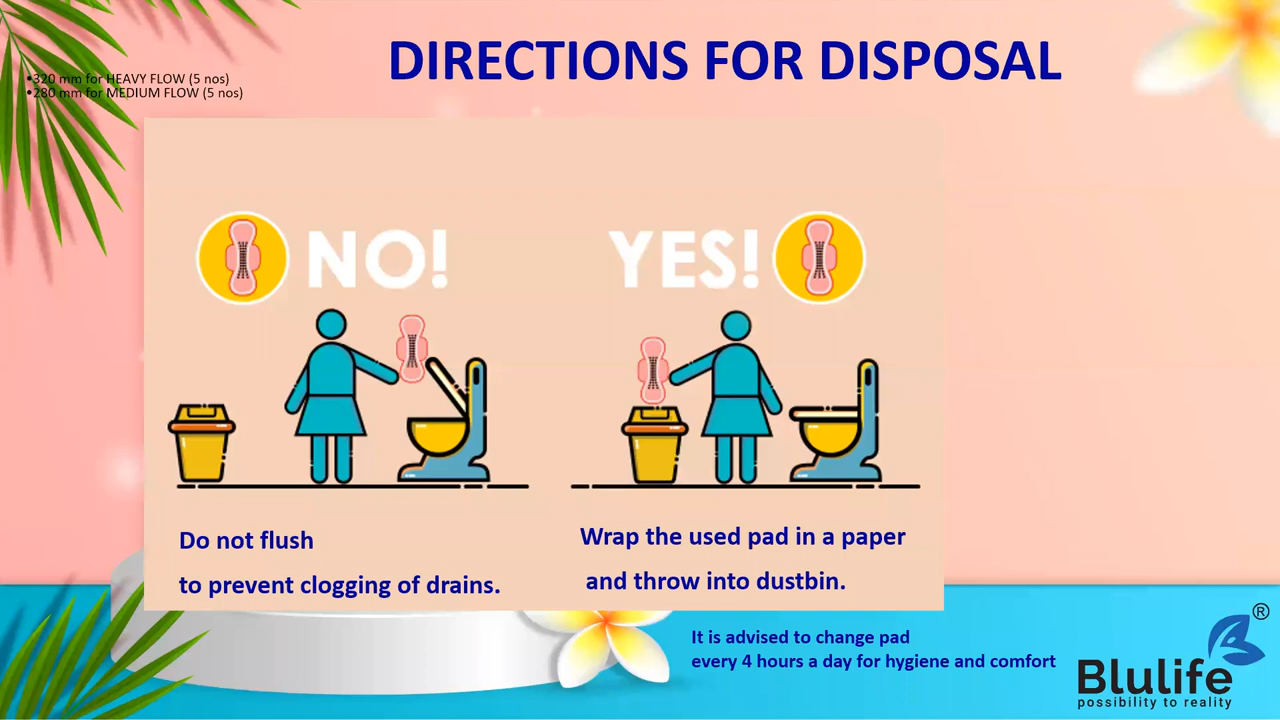 DIRECTIONS FOR DISPOSAL
•320 mm for HEAVY FLOW (5 nos)
•280 mm for MEDIUM FLOW (5 nos)
NO!
YES!
Do not flush
to prevent clogging of drains.
Wrap the used pad in a paper
and throw into dustbin.
It is advised to change pad
every 4 hours a day for hygiene and comfort
®
Blulife
possibility to reality